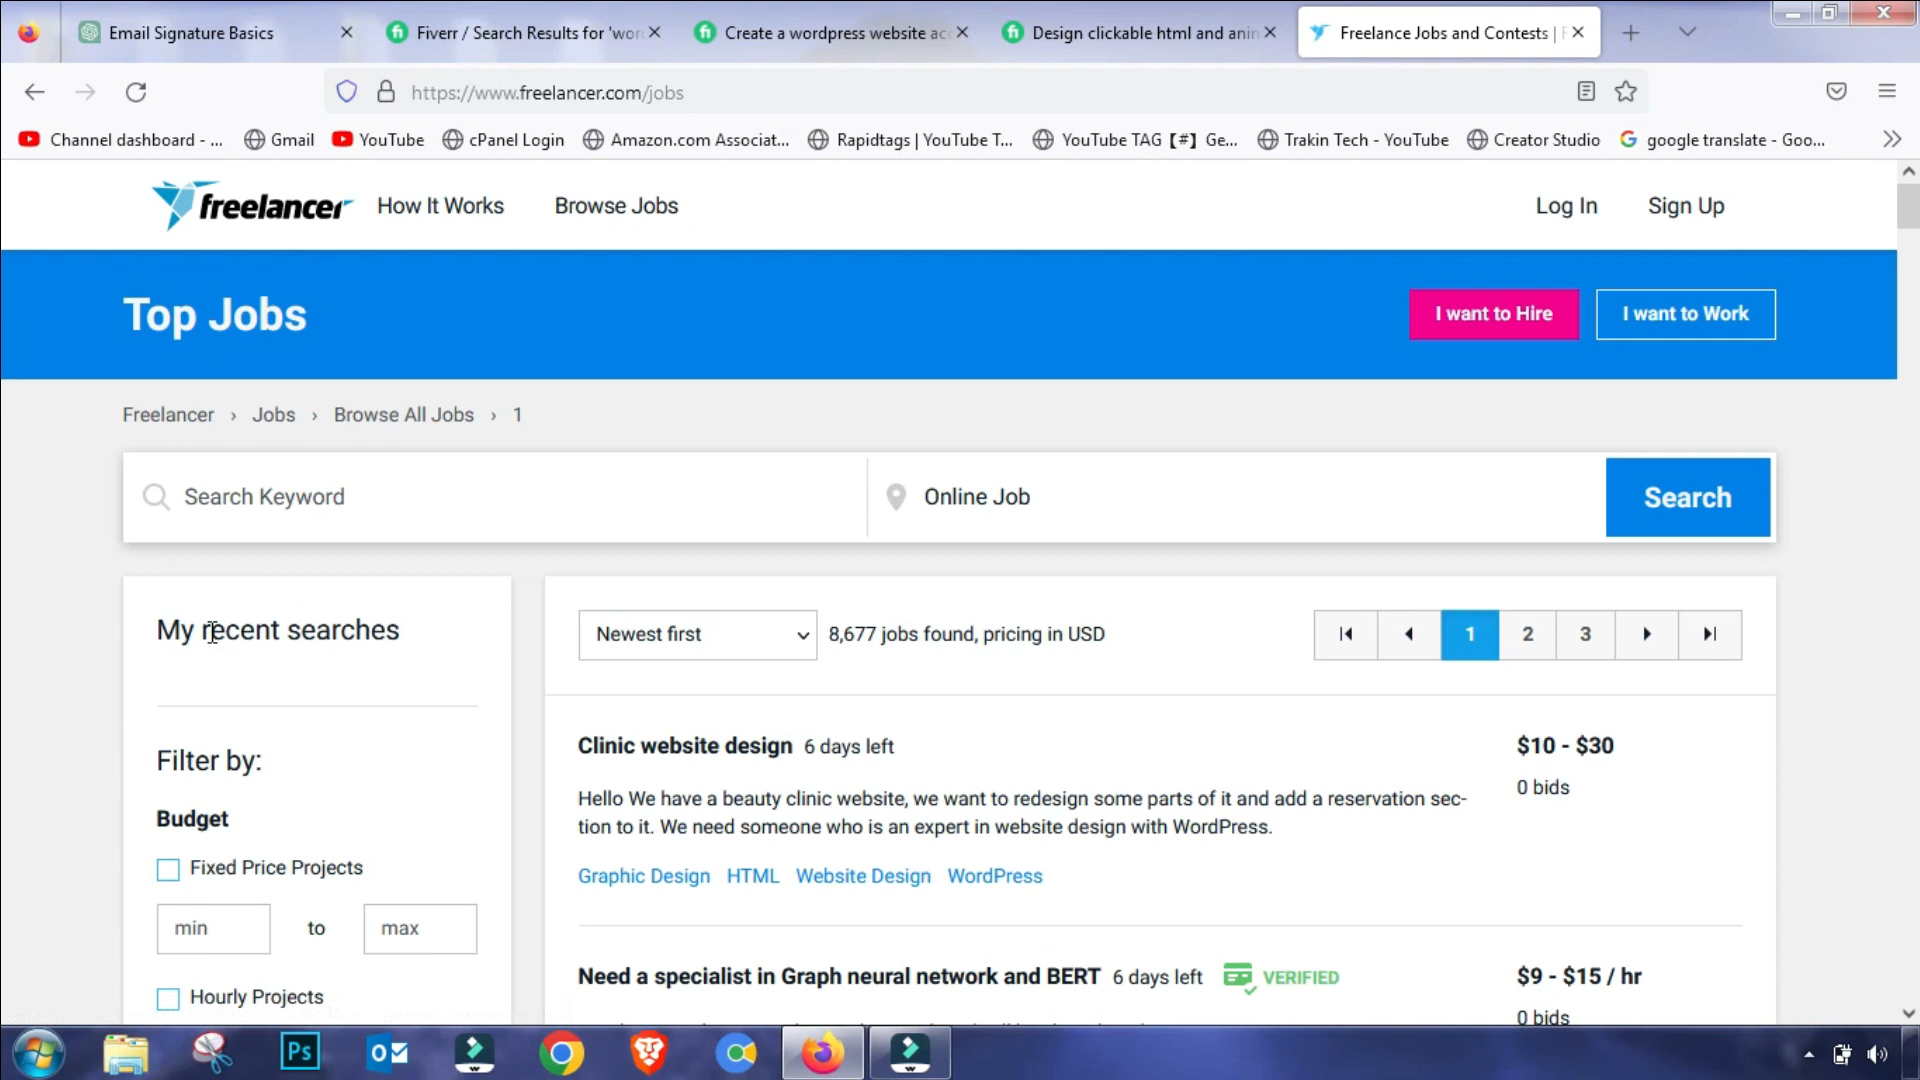 Email Signature Basics
Fiverr / Search Results for 'wor
Create a wordpress website acc
Design clickable html and anin
Freelance Jobs and Contests | F
https://www.freelancer.com/jobs
Channel dashboard - ...
Gmail
YouTube
cPanel Login
Amazon.com Associat...
Rapidtags | YouTube T...
YouTube TAG【#】Ge...
Trakin Tech - YouTube
Creator Studio
google translate - Goo...
freelancer
How It Works
Browse Jobs
Log In
Sign Up
Top Jobs
I want to Hire
I want to Work
Freelancer › Jobs › Browse All Jobs › 1
Search Keyword
Online Job
Search
My recent searches
Filter by:
Budget
Fixed Price Projects
min to max
Hourly Projects
Newest first
8,677 jobs found, pricing in USD
1 2 3
Clinic website design 6 days left
$10 - $30
0 bids
Hello We have a beauty clinic website, we want to redesign some parts of it and add a reservation sec-
tion to it. We need someone who is an expert in website design with WordPress.
Graphic Design HTML Website Design WordPress
Need a specialist in Graph neural network and BERT 6 days left VERIFIED
$9 - $15 / hr
0 bids
Ps